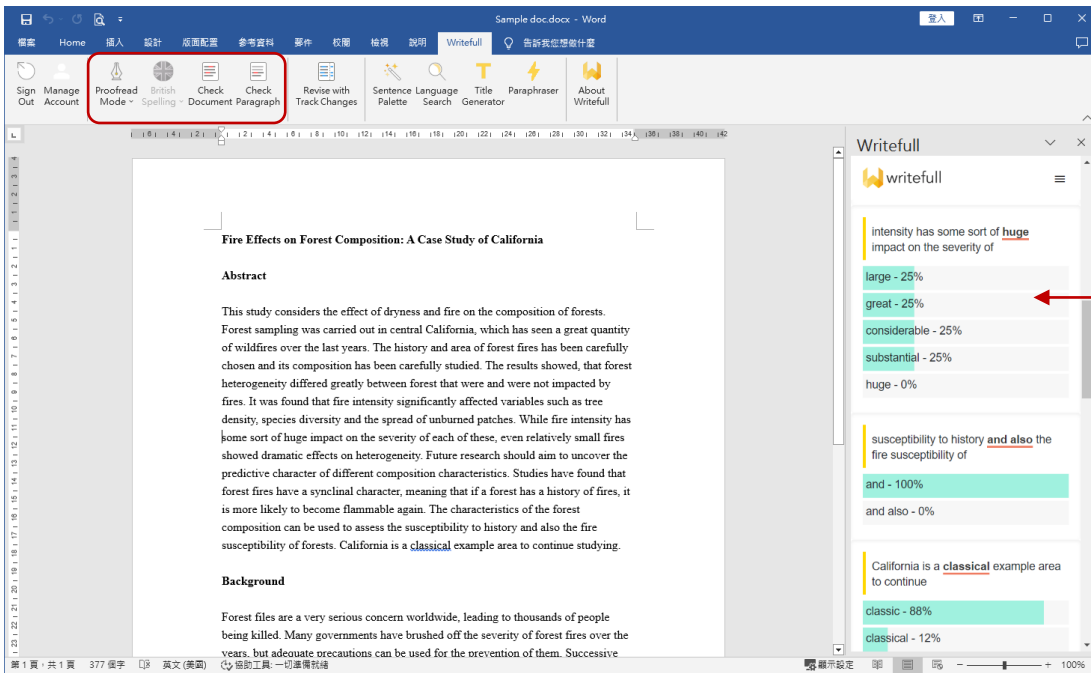 Sample doc.docx - Word
登入
檔案 Home 插入 設計 版面配置 參考資料 郵件 校閱 檢視 說明 Writefull 告訴我您想做什麼
Sign Out
Manage Account
Proofread Mode
British Spelling
Check Document
Check Paragraph
Revise with Track Changes
Sentence Palette
Language Search
Title Generator
Paraphraser
About Writefull
Fire Effects on Forest Composition: A Case Study of California
Abstract
This study considers the effect of dryness and fire on the composition of forests.
Forest sampling was carried out in central California, which has seen a great quantity
of wildfires over the last years. The history and area of forest fires has been carefully
chosen and its composition has been carefully studied. The results showed, that forest
heterogeneity differed greatly between forest that were and were not impacted by
fires. It was found that fire intensity significantly affected variables such as tree
density, species diversity and the spread of unburned patches. While fire intensity has
some sort of huge impact on the severity of each of these, even relatively small fires
showed dramatic effects on heterogeneity. Future research should aim to uncover the
predictive character of different composition characteristics. Studies have found that
forest fires have a synclinal character, meaning that if a forest has a history of fires, it
is more likely to become flammable again. The characteristics of the forest
composition can be used to assess the susceptibility to history and also the fire
susceptibility of forests. California is a classical example area to continue studying.
Background
Forest files are a very serious concern worldwide, leading to thousands of people
being killed. Many governments have brushed off the severity of forest fires over the
years, but adequate precautions can be used for the prevention of them. Successive
Writefull
writefull
intensity has some sort of huge
impact on the severity of
large - 25%
great - 25%
considerable - 25%
substantial - 25%
huge - 0%
susceptibility to history and also the
fire susceptibility of
and - 100%
and also - 0%
California is a classical example area
to continue
classic - 88%
classical - 12%
第 1 頁，共 1 頁 377 個字 英文 (美國) 協助工具: 一切準備就緒 顯示設定 100%